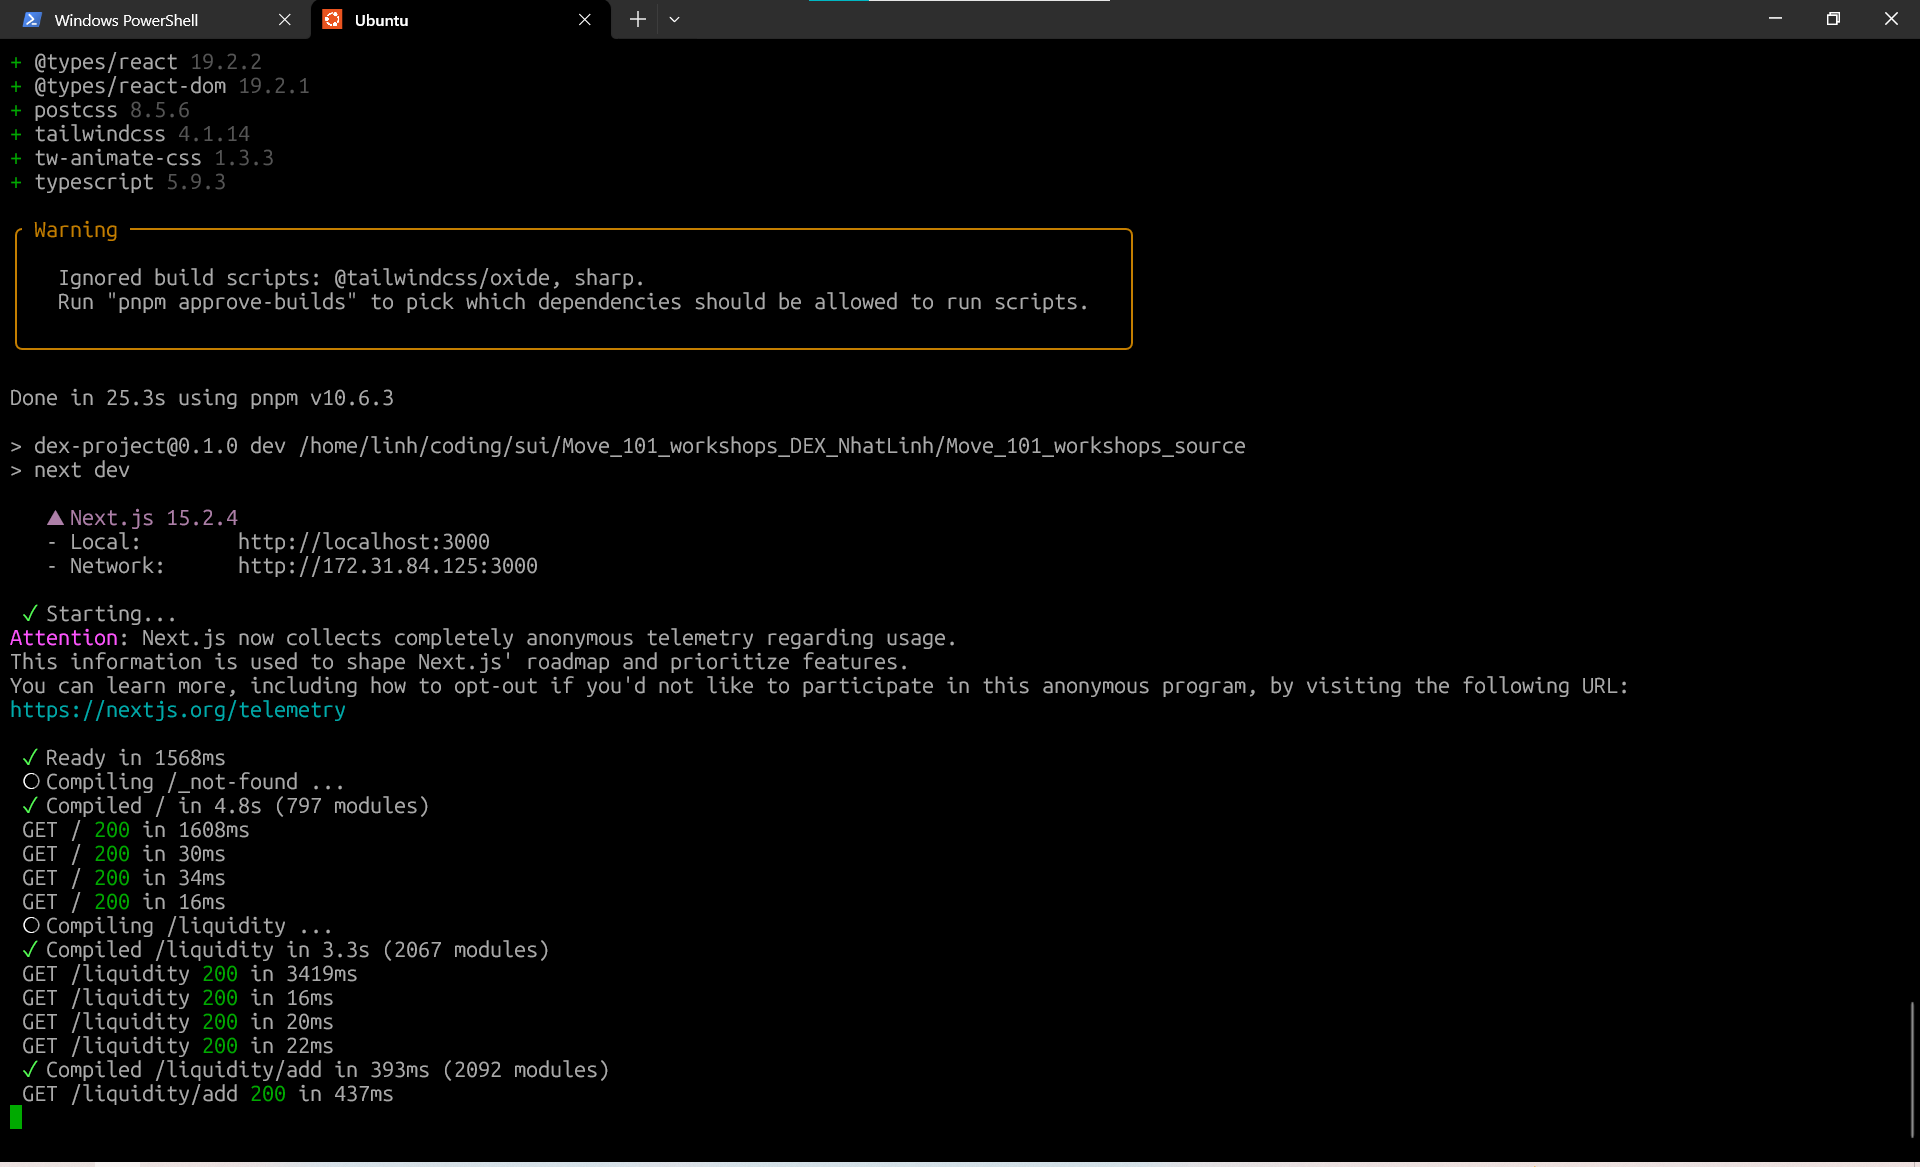 Windows PowerShell
Ubuntu
+ @types/react 19.2.2
+ @types/react-dom 19.2.1
+ postcss 8.5.6
+ tailwindcss 4.1.14
+ tw-animate-css 1.3.3
+ typescript 5.9.3
Warning
Ignored build scripts: @tailwindcss/oxide, sharp.
Run "pnpm approve-builds" to pick which dependencies should be allowed to run scripts.
Done in 25.3s using pnpm v10.6.3
> dex-project@0.1.0 dev /home/linh/coding/sui/Move_101_workshops_DEX_NhatLinh/Move_101_workshops_source
> next dev
▲ Next.js 15.2.4
- Local: http://localhost:3000
- Network: http://172.31.84.125:3000
✓ Starting...
Attention: Next.js now collects completely anonymous telemetry regarding usage.
This information is used to shape Next.js' roadmap and prioritize features.
You can learn more, including how to opt-out if you'd not like to participate in this anonymous program, by visiting the following URL:
https://nextjs.org/telemetry
✓ Ready in 1568ms
○ Compiling /_not-found ...
✓ Compiled / in 4.8s (797 modules)
GET / 200 in 1608ms
GET / 200 in 30ms
GET / 200 in 34ms
GET / 200 in 16ms
○ Compiling /liquidity ...
✓ Compiled /liquidity in 3.3s (2067 modules)
GET /liquidity 200 in 3419ms
GET /liquidity 200 in 16ms
GET /liquidity 200 in 20ms
GET /liquidity 200 in 22ms
✓ Compiled /liquidity/add in 393ms (2092 modules)
GET /liquidity/add 200 in 437ms